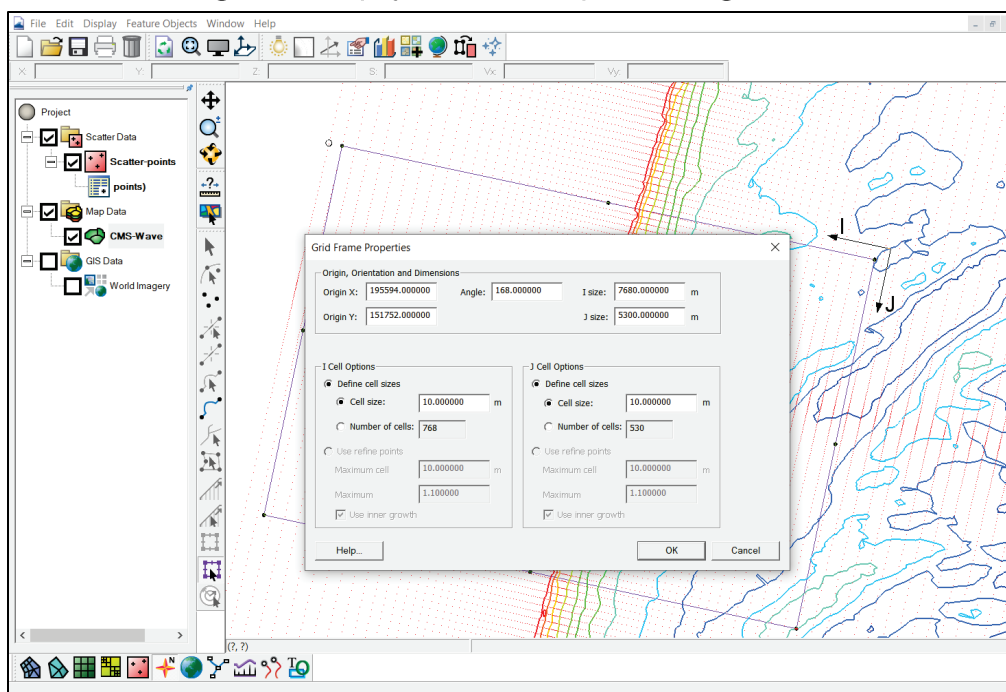 File Edit Display Feature Objects Window Help
X: Y: Z: S: Vx: Vy:
Project
Scatter Data
Scatter-points
points)
Map Data
CMS-Wave
GIS Data
World Imagery
I
J
Grid Frame Properties
Origin, Orientation and Dimensions
Origin X: 195594.000000 Angle: 168.000000 I size: 7680.000000 m
Origin Y: 151752.000000 J size: 5300.000000 m
I Cell Options J Cell Options
Define cell sizes Define cell sizes
Cell size: 10.000000 m Cell size: 10.000000 m
Number of cells: 768 Number of cells: 530
Use refine points Use refine points
Maximum cell 10.000000 m Maximum cell 10.000000 m
Maximum 1.100000 Maximum 1.100000
Use inner growth Use inner growth
Help... OK Cancel
(?, ?)